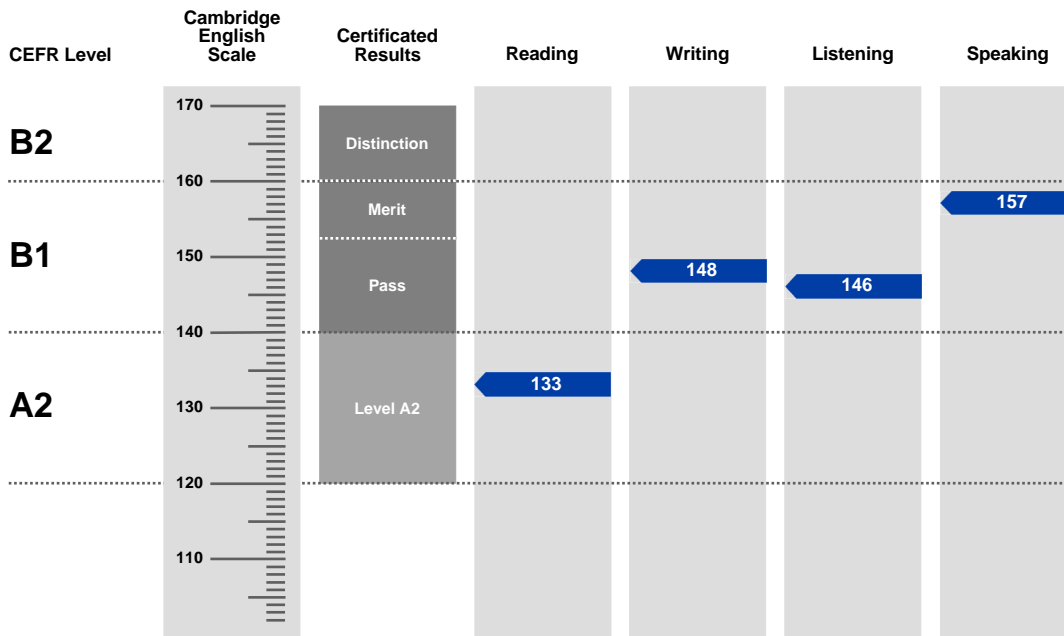 CEFR Level
Cambridge
English
Scale
Certificated
Results
Reading
Writing
Listening
Speaking
170
B2
Distinction
160
Merit
157
B1
150
Pass
148
146
140
A2
133
130
Level A2
120
110